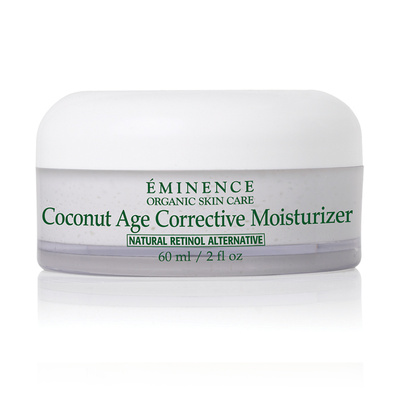 ÉMINENCE
ORGANIC SKIN CARE
Coconut Age Corrective Moisturizer
NATURAL RETINOL ALTERNATIVE
60 ml / 2 fl oz